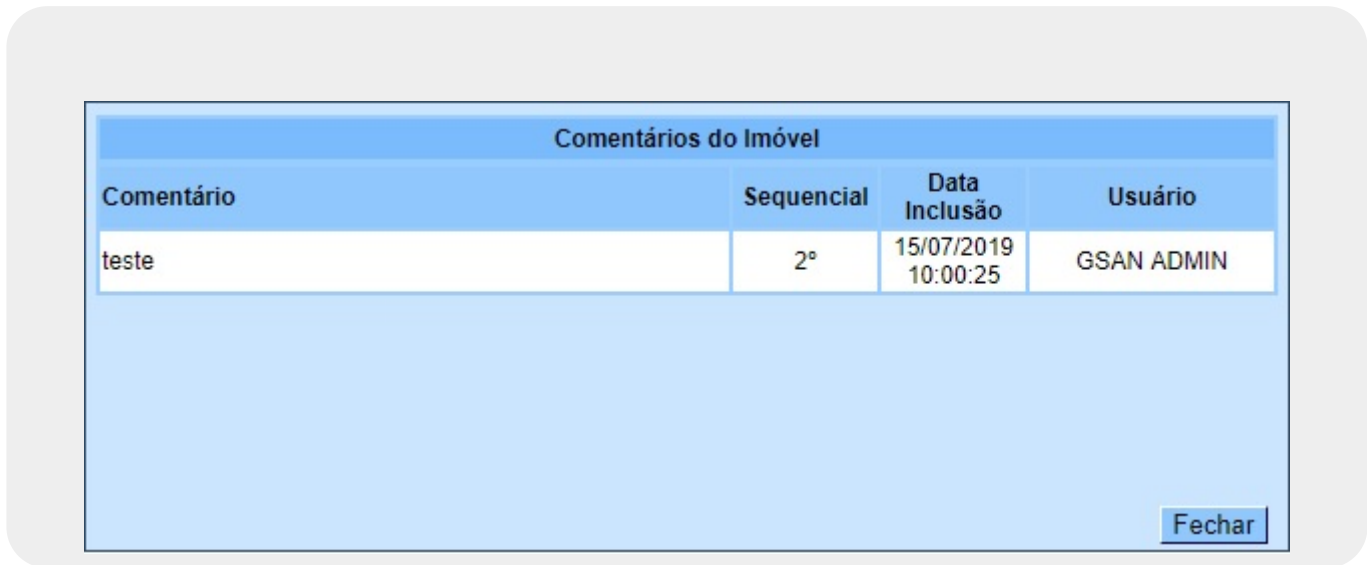 Comentários do Imóvel
Comentário Sequencial Data Inclusão Usuário
teste 2º 15/07/2019 10:00:25 GSAN ADMIN
Fechar